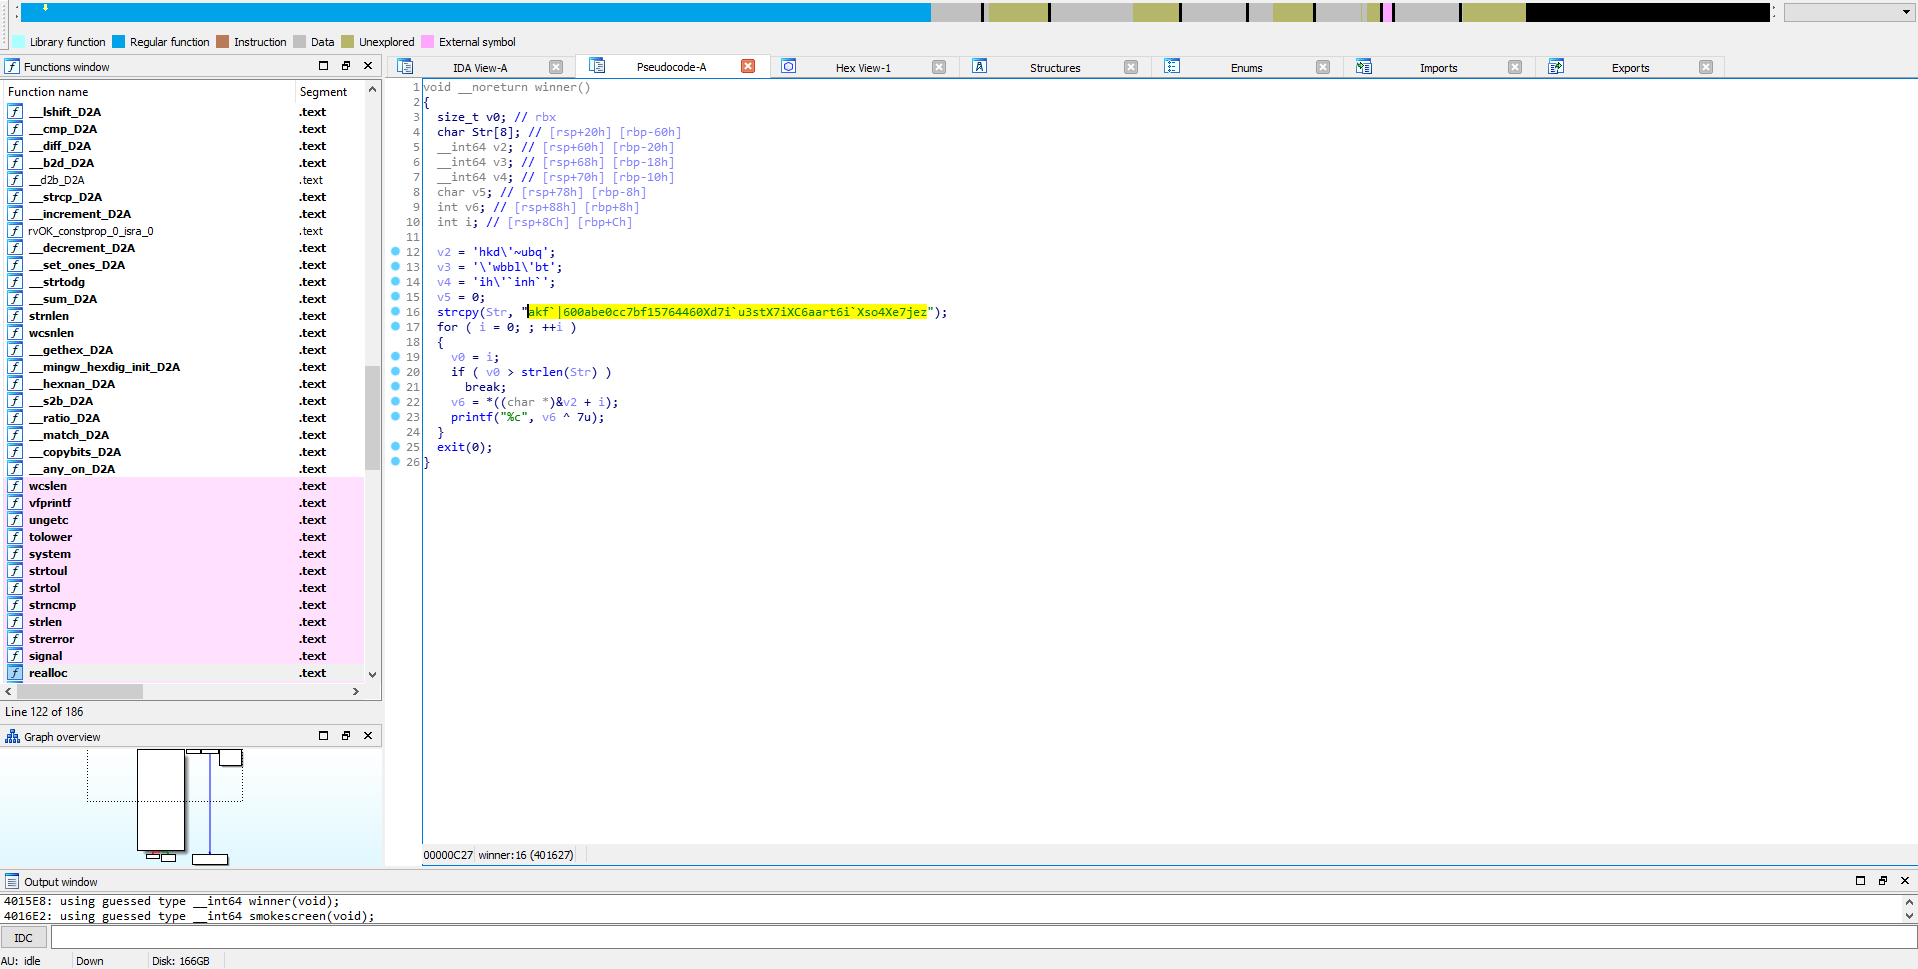 Library function Regular function Instruction Data Unexplored External symbol
Functions window
IDA View-A Pseudocode-A Hex View-1 Structures Enums Imports Exports
Function name Segment
__lshift_D2A .text
__cmp_D2A .text
__diff_D2A .text
__b2d_D2A .text
__d2b_D2A .text
__strcp_D2A .text
__increment_D2A .text
rvOK_constprop_0_isra_0 .text
__decrement_D2A .text
__set_ones_D2A .text
__strtodg .text
__sum_D2A .text
strnlen .text
wcsnlen .text
__gethex_D2A .text
__mingw_hexdig_init_D2A .text
__hexnan_D2A .text
__s2b_D2A .text
__ratio_D2A .text
__match_D2A .text
__copybits_D2A .text
__any_on_D2A .text
wcslen .text
vfprintf .text
ungetc .text
tolower .text
system .text
strtoul .text
strtol .text
strncmp .text
strlen .text
strerror .text
signal .text
realloc .text
Line 122 of 186
Graph overview
1 void __noreturn winner()
2 {
3 size_t v0; // rbx
4 char Str[8]; // [rsp+20h] [rbp-60h]
5 __int64 v2; // [rsp+60h] [rbp-20h]
6 __int64 v3; // [rsp+68h] [rbp-18h]
7 __int64 v4; // [rsp+70h] [rbp-10h]
8 char v5; // [rsp+78h] [rbp-8h]
9 int v6; // [rsp+88h] [rbp+8h]
10 int i; // [rsp+8Ch] [rbp+Ch]
11
12 v2 = 'hkd\'~ubq';
13 v3 = '\'wbbl\'bt';
14 v4 = 'ih\'`inh`';
15 v5 = 0;
16 strcpy(Str, "akf`|600abe0cc7bf15764460Xd7i`u3stX7iXC6aart6i`Xso4Xe7jez");
17 for ( i = 0; ; ++i )
18 {
19 v0 = i;
20 if ( v0 > strlen(Str) )
21 break;
22 v6 = *((char *)&v2 + i);
23 printf("%c", v6 ^ 7u);
24 }
25 exit(0);
26 }
00000C27 winner:16 (401627)
Output window
4015E8: using guessed type __int64 winner(void);
4016E2: using guessed type __int64 smokescreen(void);
IDC
AU: idle Down Disk: 166GB